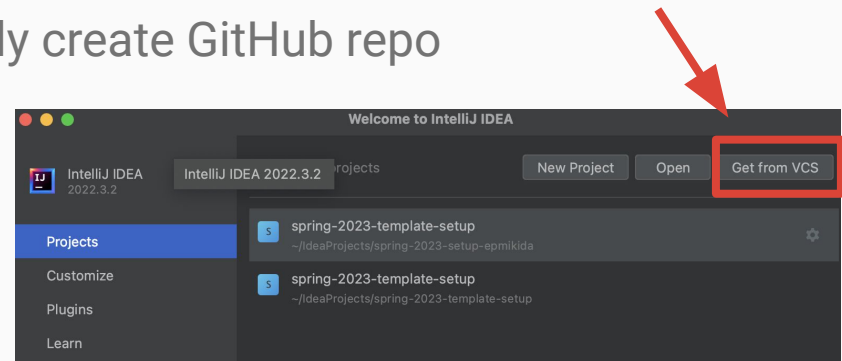 ly create GitHub repo
Welcome to IntelliJ IDEA
IJ
IntelliJ IDEA
2022.3.2
IntelliJ IDEA 2022.3.2
rojects
New Project
Open
Get from VCS
S
spring-2023-template-setup
~/IdeaProjects/spring-2023-setup-epmikida
S
spring-2023-template-setup
~/IdeaProjects/spring-2023-template-setup
Projects
Customize
Plugins
Learn